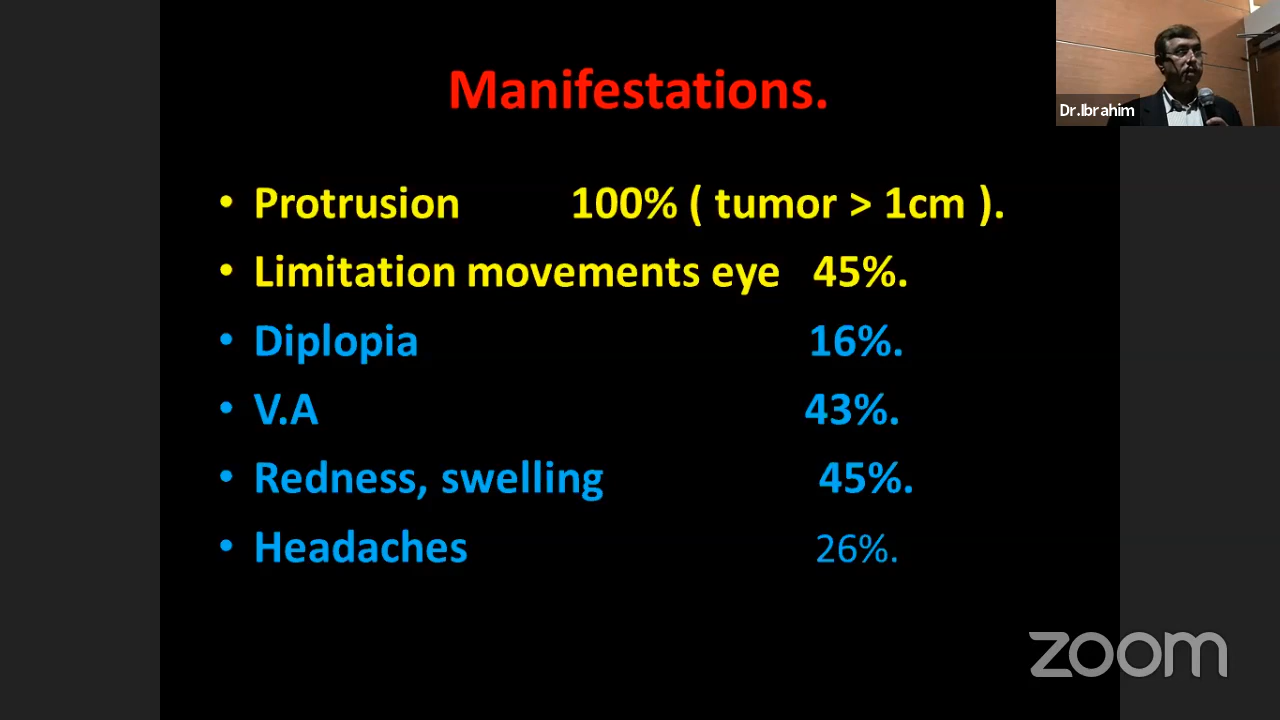 Manifestations.
Dr.Ibrahim
• Protrusion 100% ( tumor > 1cm ).
• Limitation movements eye 45%.
• Diplopia 16%.
• V.A 43%.
• Redness, swelling 45%.
• Headaches 26%.
zoom